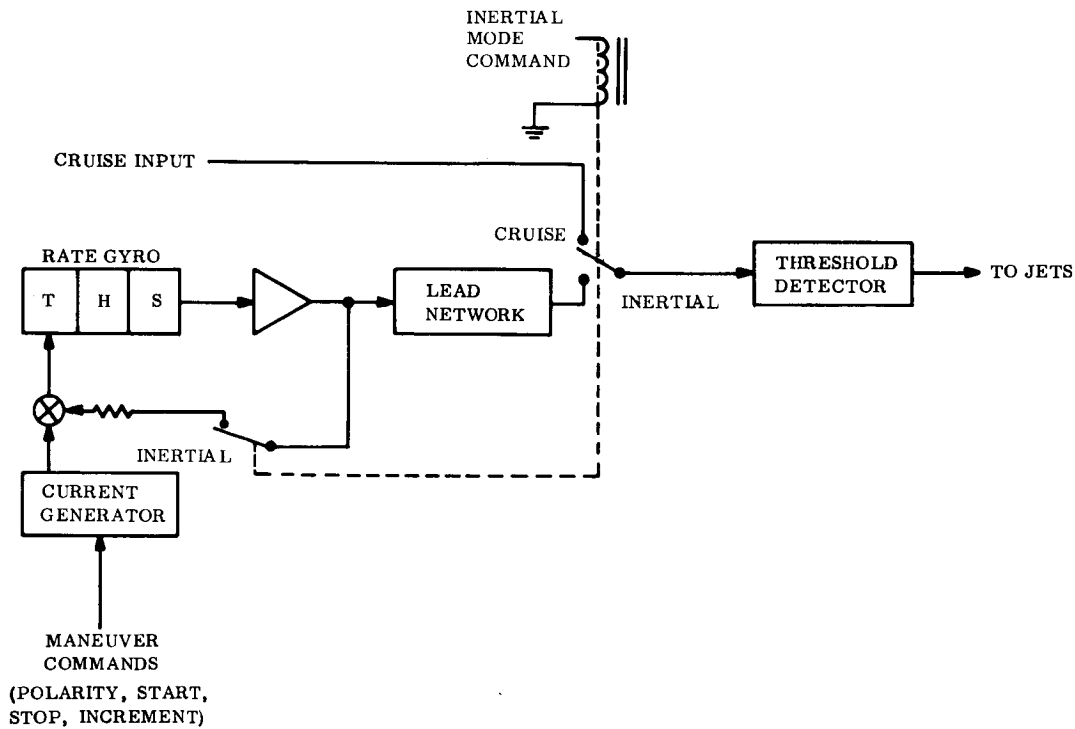 INERTIAL
MODE
COMMAND
CRUISE INPUT
CRUISE
RATE GYRO
T H S
LEAD
NETWORK
INERTIAL
THRESHOLD
DETECTOR
TO JETS
INERTIAL
CURRENT
GENERATOR
MANEUVER
COMMANDS
(POLARITY, START,
STOP, INCREMENT)